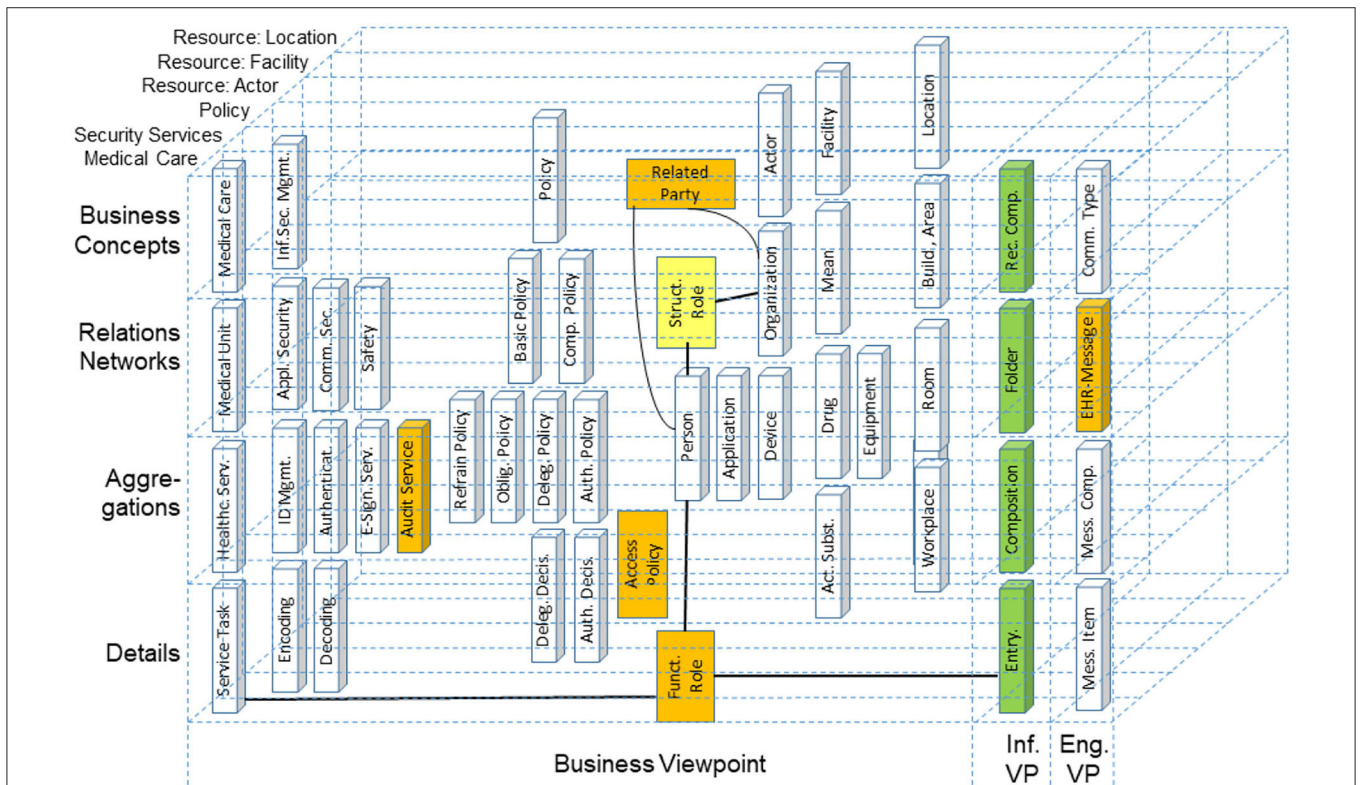 Resource: Location
Resource: Facility
Resource: Actor
Policy
Security Services
Medical Care
Business
Concepts
Medical Care
Inf.Sec. Mgmt.
Policy
Related
Party
Actor
Facility
Location
Rec. Comp.
Comm. Type
Relations
Networks
Medical Unit
Appl. Security
Comm. Sec.
Safety
Basic Policy
Comp. Policy
Struct.
Role
Organization
Mean
Build., Area
Folder
EHR-Message
Aggre-
gations
Healthc. Serv.
ID Mgmt.
Authenticat.
E-Sign. Serv.
Audit Service
Refrain Policy
Oblig. Policy
Deleg. Policy
Auth. Policy
Person
Application
Device
Drug
Equipment
Room
Composition
Mess. Comp.
Details
Service-Task
Encoding
Decoding
Deleg. Decis.
Auth. Decis.
Access
Policy
Funct.
Role
Act. Subst.
Workplace
Entry.
Mess. Item
Business Viewpoint
Inf.
VP
Eng.
VP